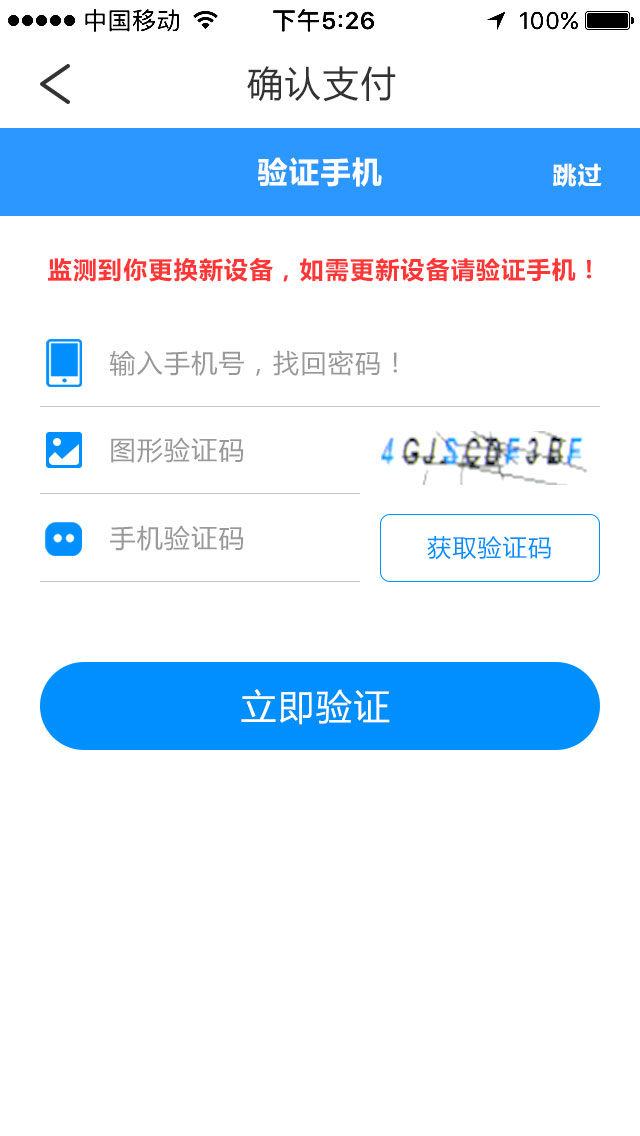 中国移动 下午5:26 100%
确认支付
验证手机 跳过
监测到你更换新设备，如需更新设备请验证手机！
输入手机号，找回密码！
图形验证码
手机验证码 获取验证码
立即验证